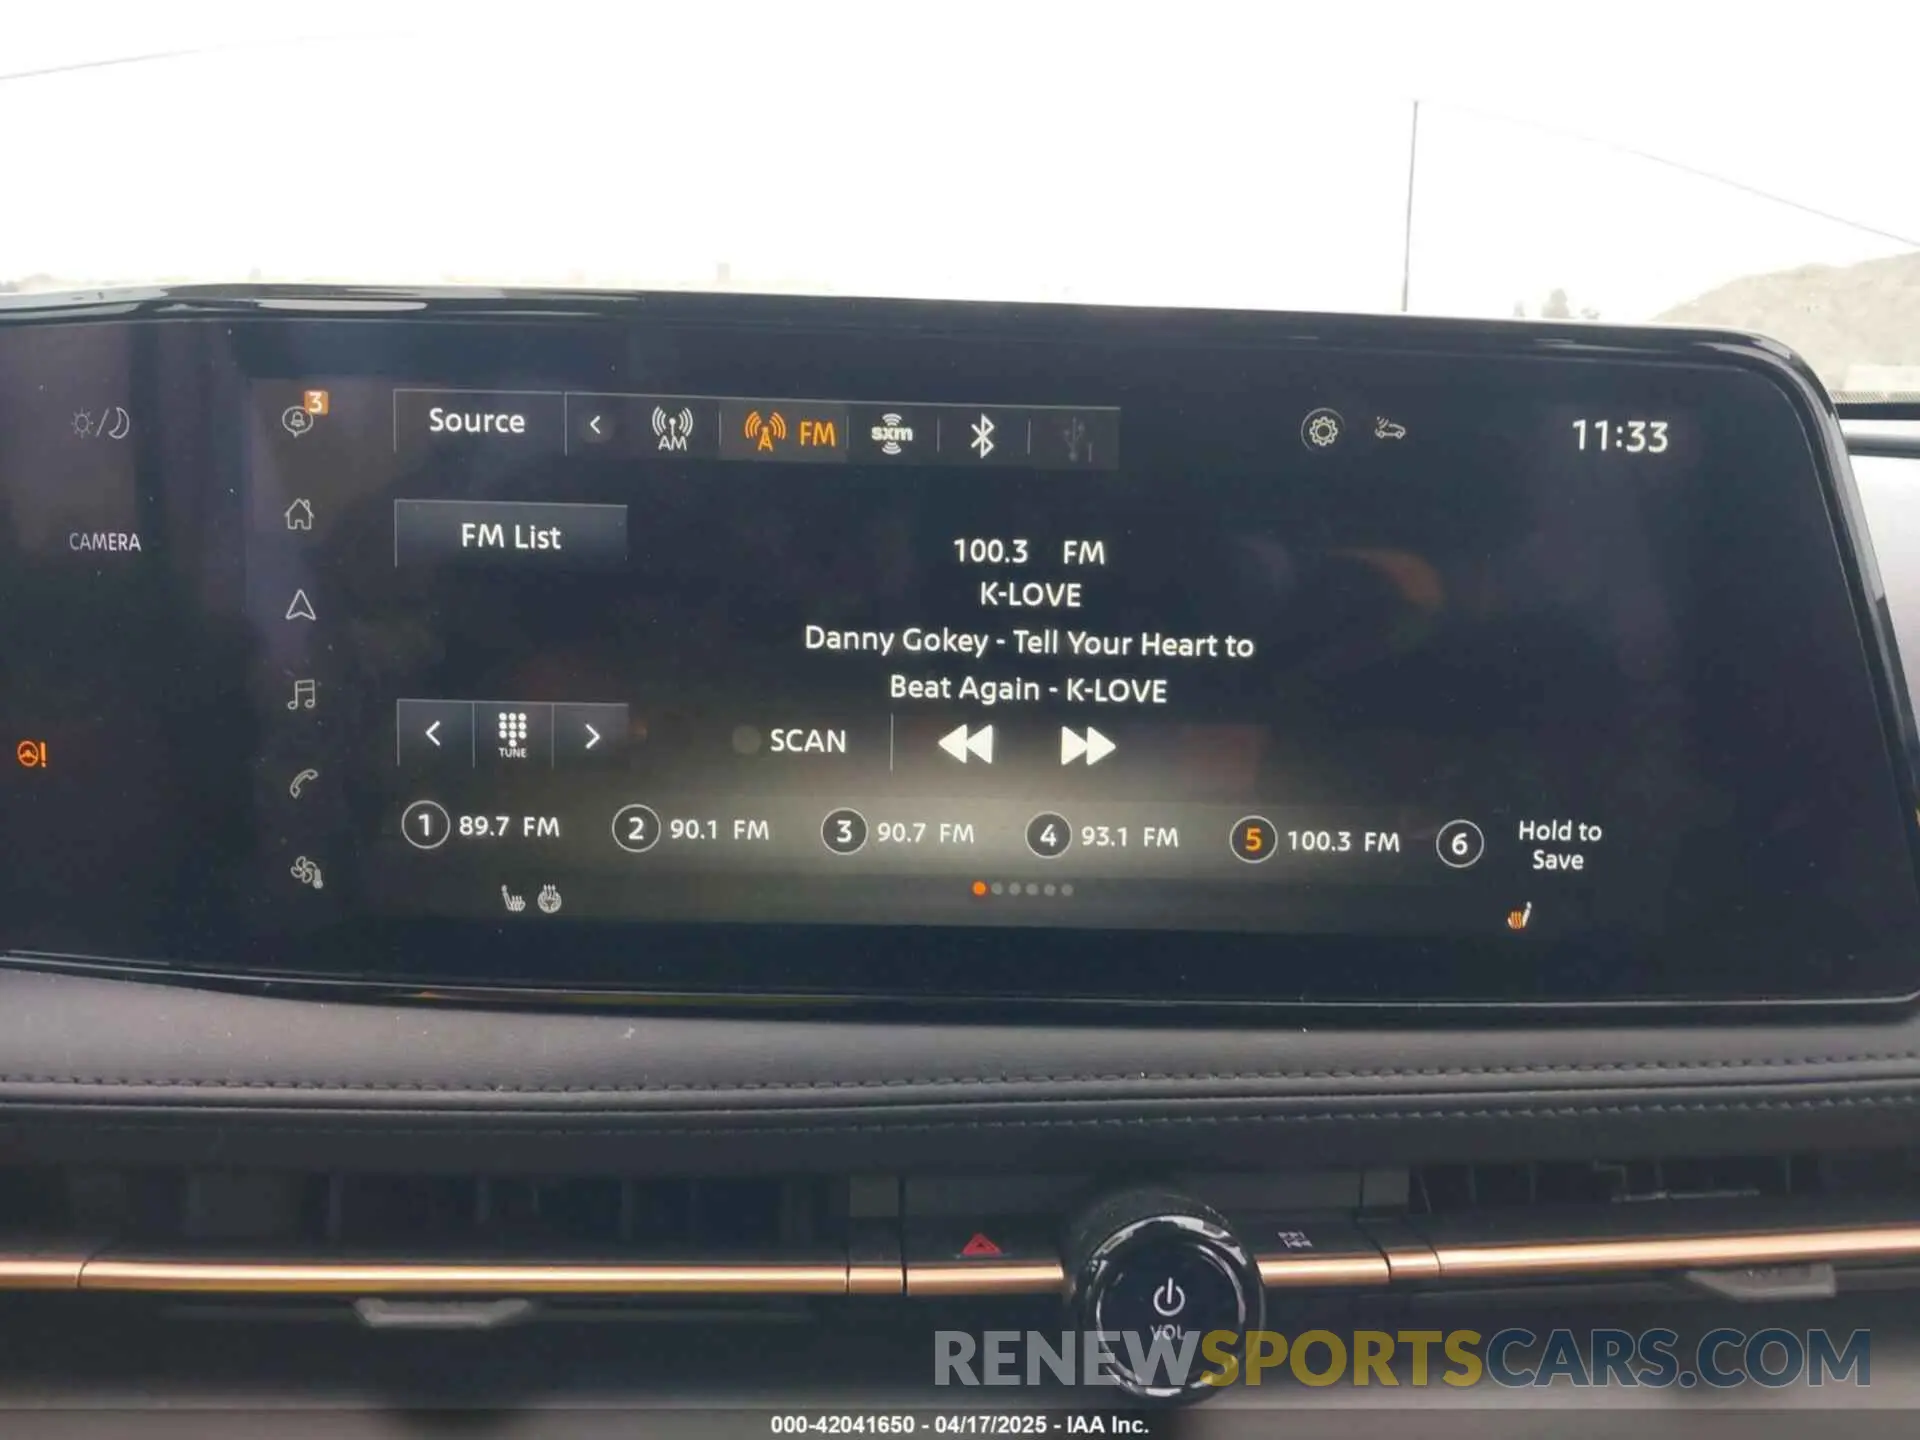 3
Source
AM
FM
sxm
11:33
CAMERA
FM List
100.3 FM
K-LOVE
Danny Gokey - Tell Your Heart to
Beat Again - K-LOVE
TUNE
SCAN
1 89.7 FM
2 90.1 FM
3 90.7 FM
4 93.1 FM
5 100.3 FM
6 Hold to
Save
VOL
RENEWSPORTSCARS.COM
000-42041650 - 04/17/2025 - IAA Inc.